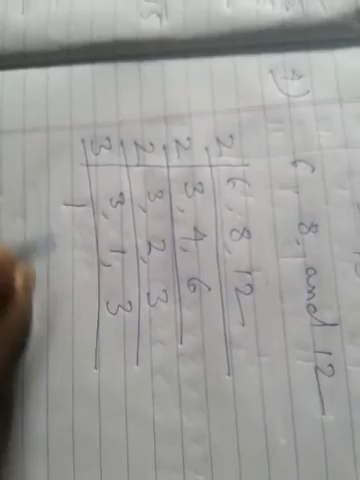 4) 6, 8, and 12
2 | 6, 8, 12
2 | 3, 4, 6
2 | 3, 2, 3
3 | 3, 1, 3
1